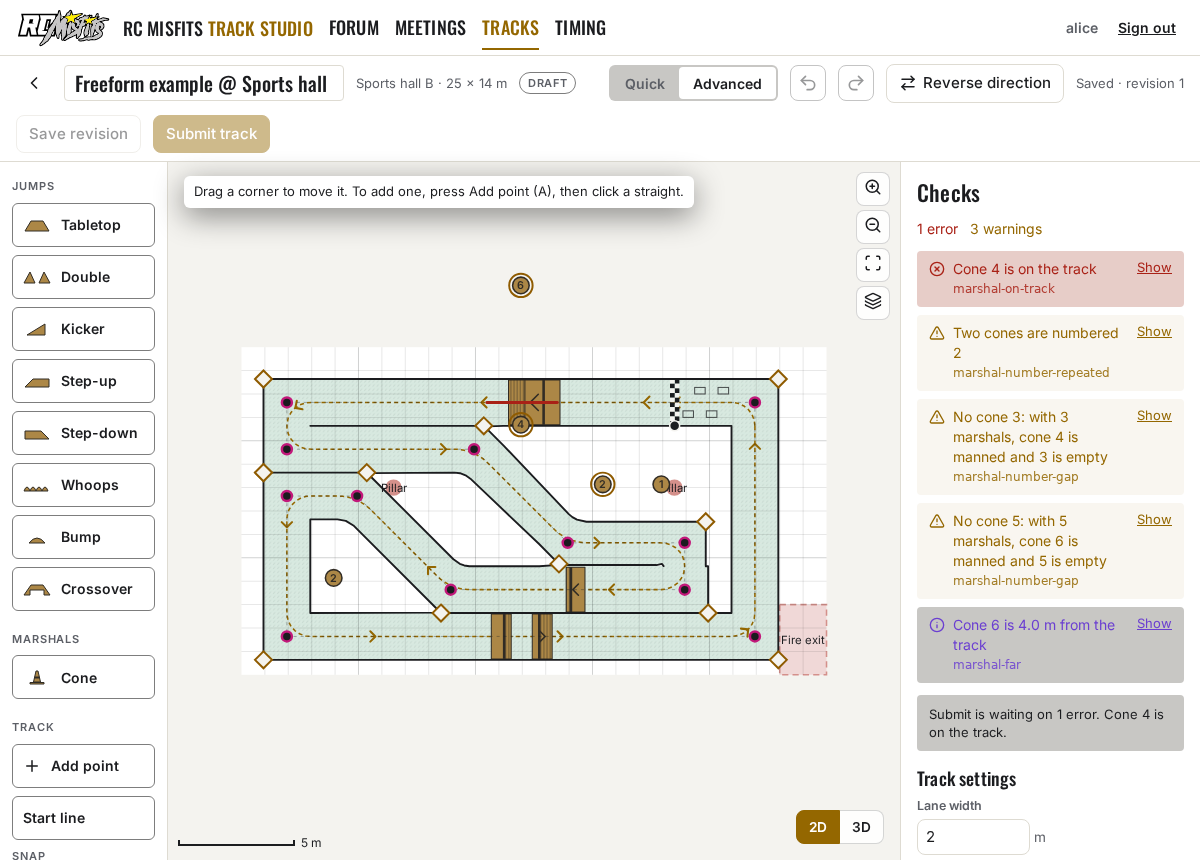 RC Misfits
RC MISFITS TRACK STUDIO
FORUM
MEETINGS
TRACKS
TIMING
alice
Sign out
Freeform example @ Sports hall
Sports hall B · 25 × 14 m
DRAFT
Quick
Advanced
Reverse direction
Saved · revision 1
Save revision
Submit track
JUMPS
Tabletop
Double
Kicker
Step-up
Step-down
Whoops
Bump
Crossover
MARSHALS
Cone
TRACK
Add point
Start line
SNAP
Drag a corner to move it. To add one, press Add point (A), then click a straight.
6
4
Pillar
2
1
llar
2
Fire exit
5 m
2D
3D
Checks
1 error
3 warnings
Cone 4 is on the track
Show
marshal-on-track
Two cones are numbered
Show
2
marshal-number-repeated
No cone 3: with 3
Show
marshals, cone 4 is
manned and 3 is empty
marshal-number-gap
No cone 5: with 5
Show
marshals, cone 6 is
manned and 5 is empty
marshal-number-gap
Cone 6 is 4.0 m from the
Show
track
marshal-far
Submit is waiting on 1 error. Cone 4 is
on the track.
Track settings
Lane width
2
m